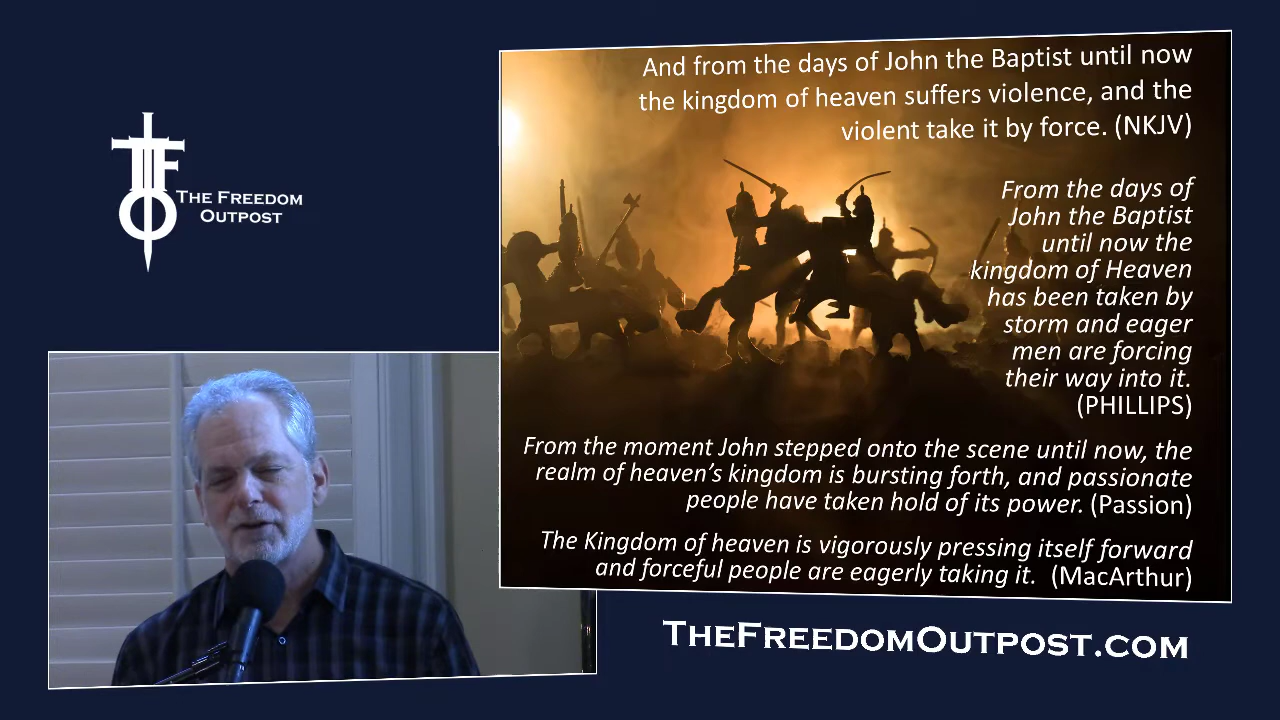 And from the days of John the Baptist until now
the kingdom of heaven suffers violence, and the
violent take it by force. (NKJV)
From the days of
John the Baptist
until now the
kingdom of Heaven
has been taken by
storm and eager
men are forcing
their way into it.
(PHILLIPS)
From the moment John stepped onto the scene until now, the
realm of heaven's kingdom is bursting forth, and passionate
people have taken hold of its power. (Passion)
The Kingdom of heaven is vigorously pressing itself forward
and forceful people are eagerly taking it. (MacArthur)
TFO
THE FREEDOM
OUTPOST
THEFREEDOMOUTPOST.COM